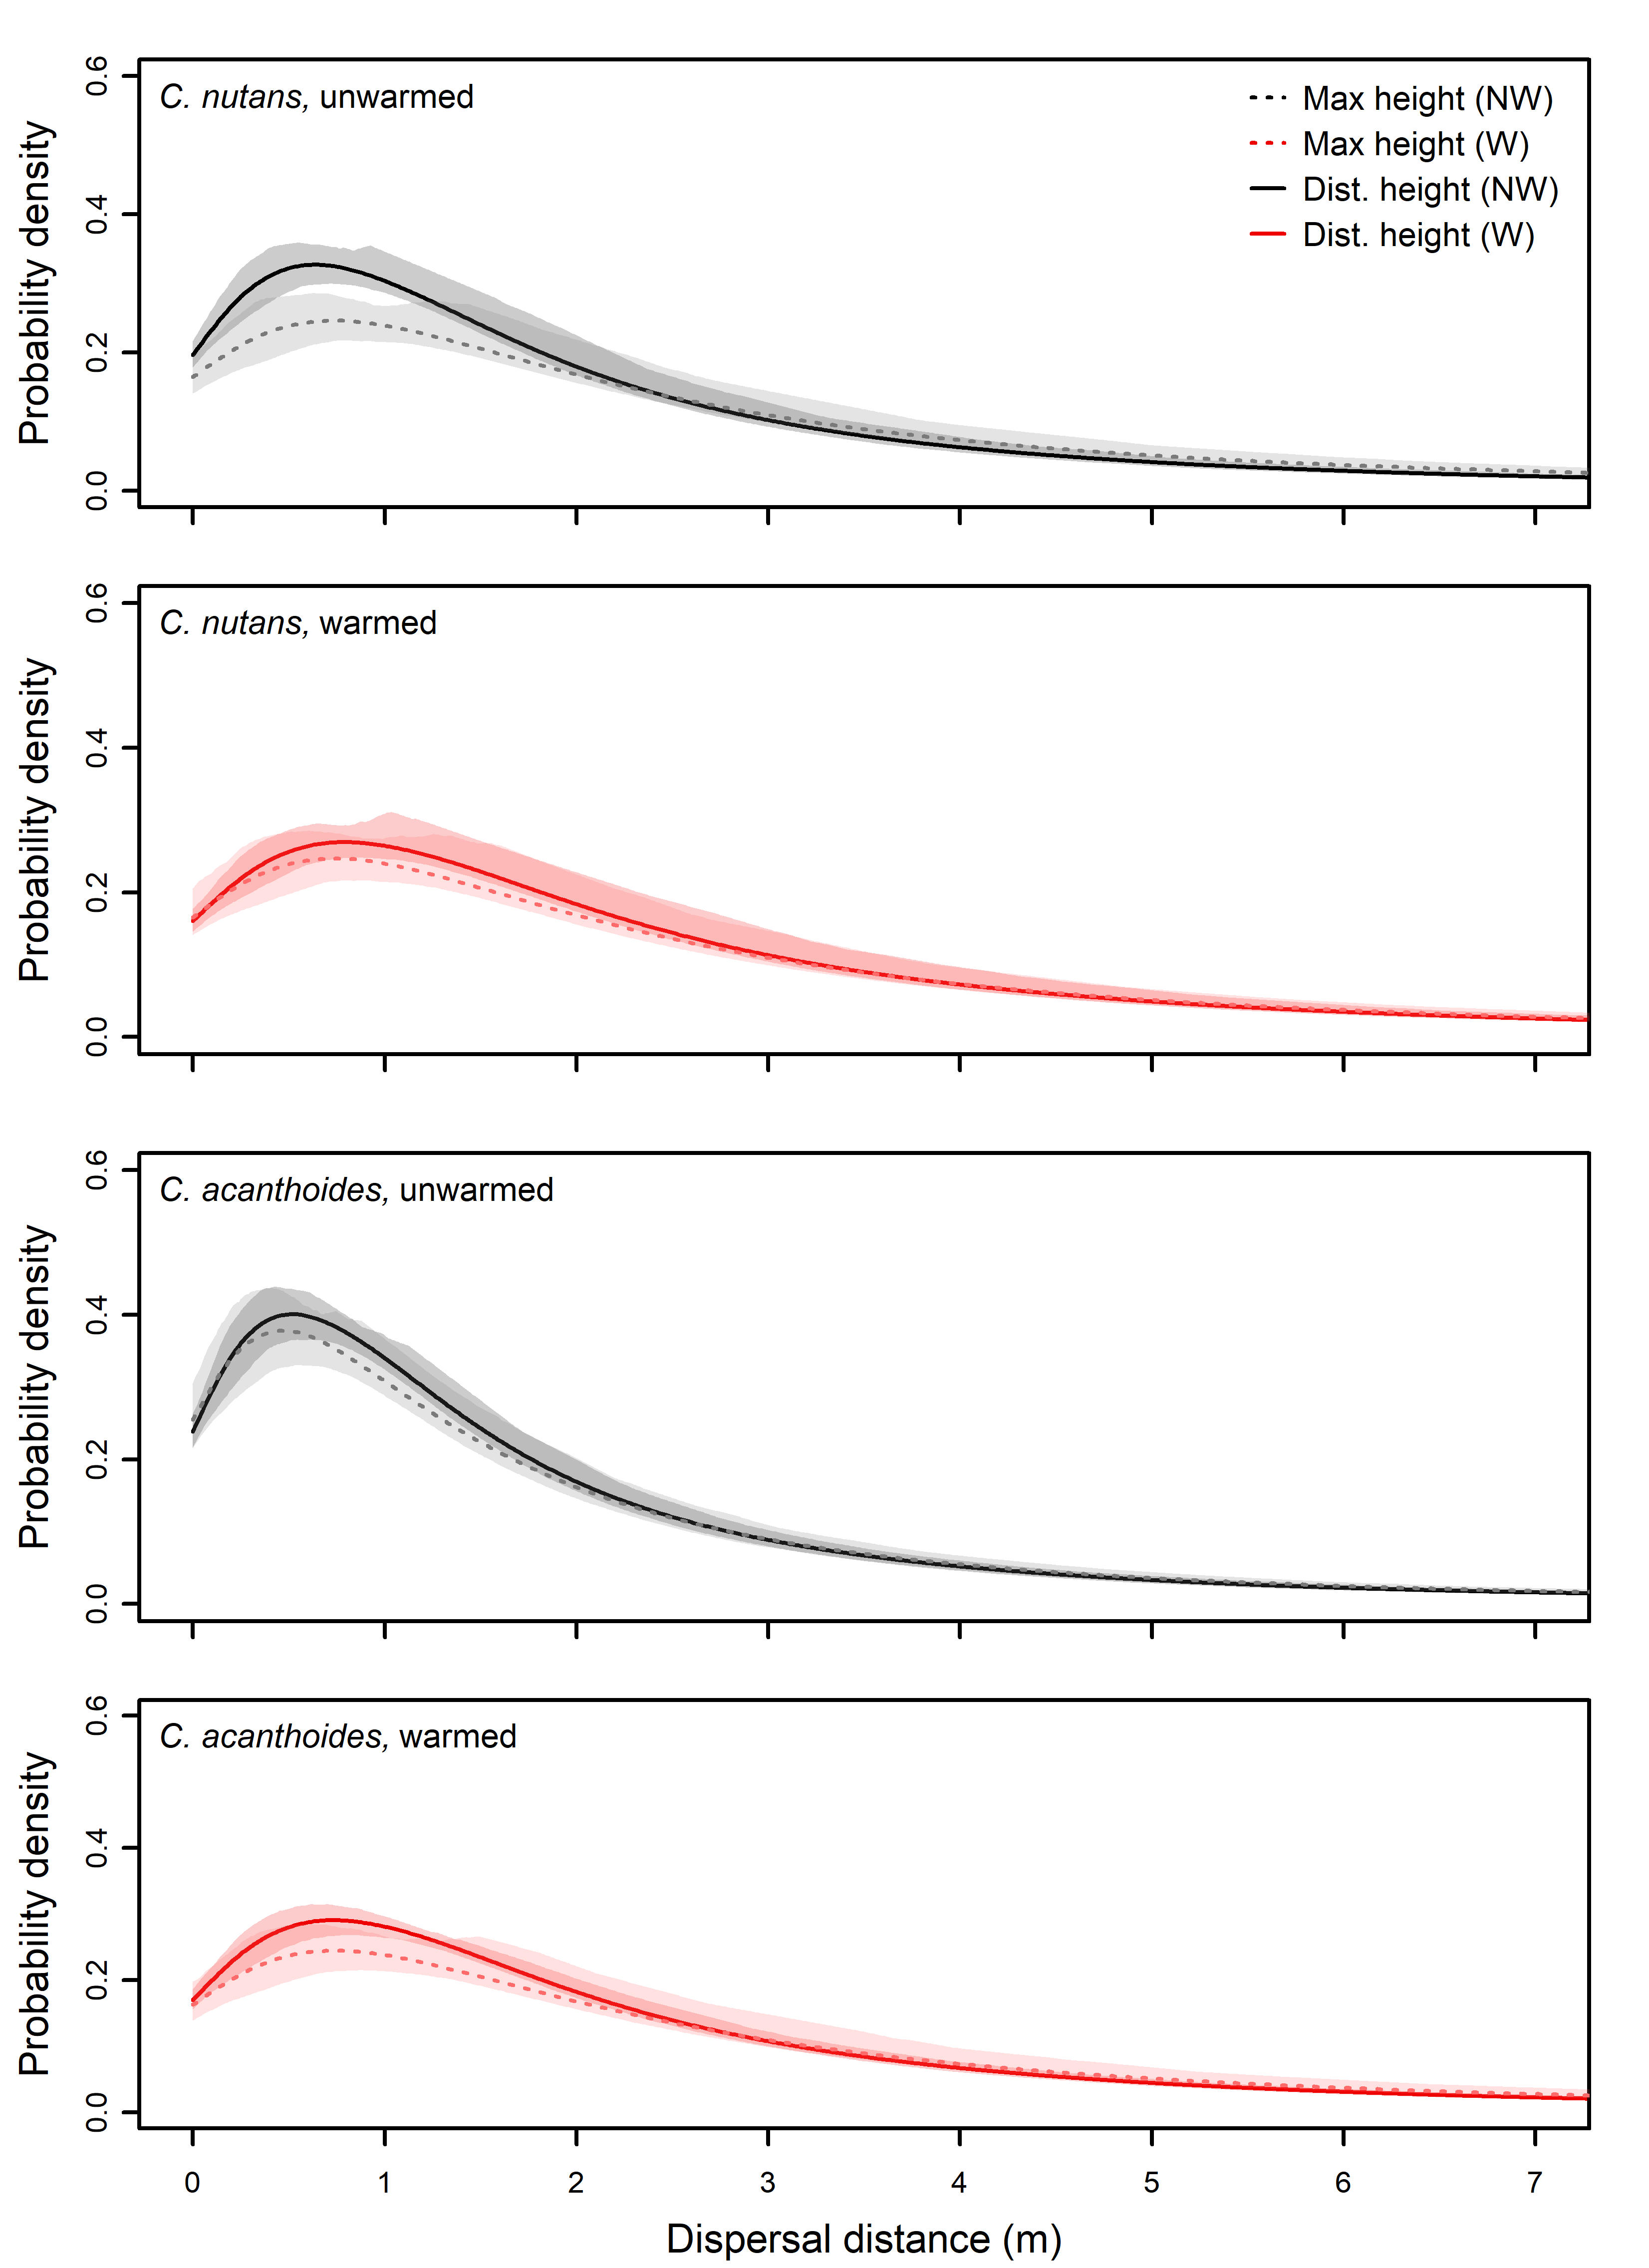 C. nutans, unwarmed
Max height (NW)
Max height (W)
Dist. height (NW)
Dist. height (W)
Probability density
0.0
0.2
0.4
0.6
C. nutans, warmed
Probability density
0.0
0.2
0.4
0.6
C. acanthoides, unwarmed
Probability density
0.0
0.2
0.4
0.6
C. acanthoides, warmed
Probability density
0.0
0.2
0.4
0.6
0 1 2 3 4 5 6 7
Dispersal distance (m)